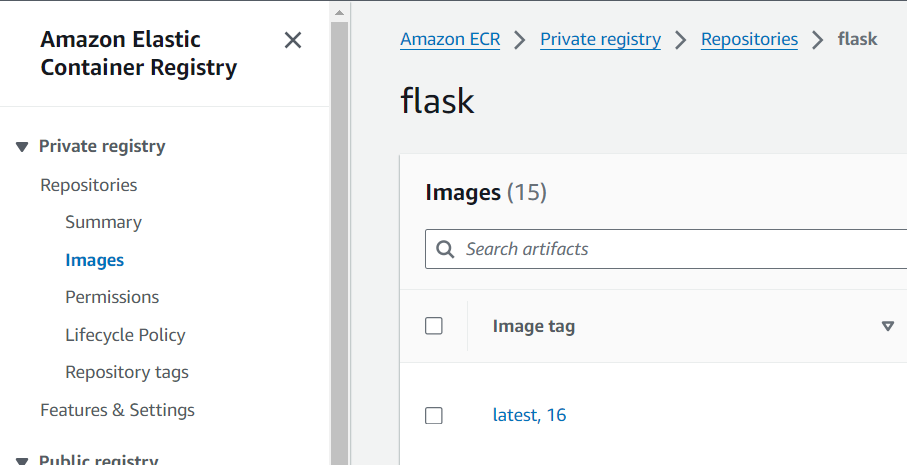 Amazon Elastic
Container Registry
Private registry
Repositories
Summary
Images
Permissions
Lifecycle Policy
Repository tags
Features & Settings
Public registry
Amazon ECR > Private registry > Repositories > flask
flask
Images (15)
Search artifacts
Image tag
latest, 16